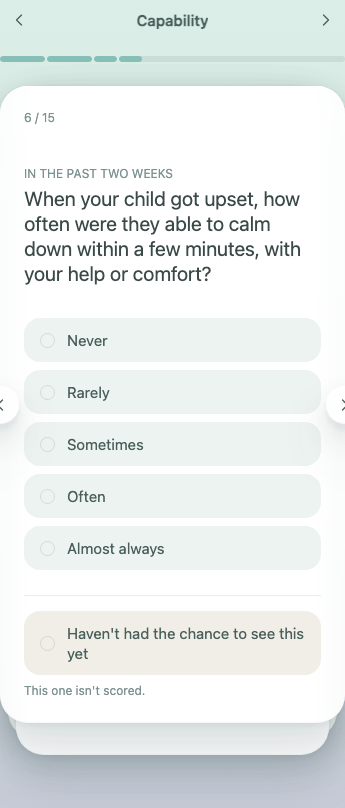 Capability
6 / 15
IN THE PAST TWO WEEKS
When your child got upset, how
often were they able to calm
down within a few minutes, with
your help or comfort?
Never
Rarely
Sometimes
Often
Almost always
Haven't had the chance to see this
yet
This one isn't scored.